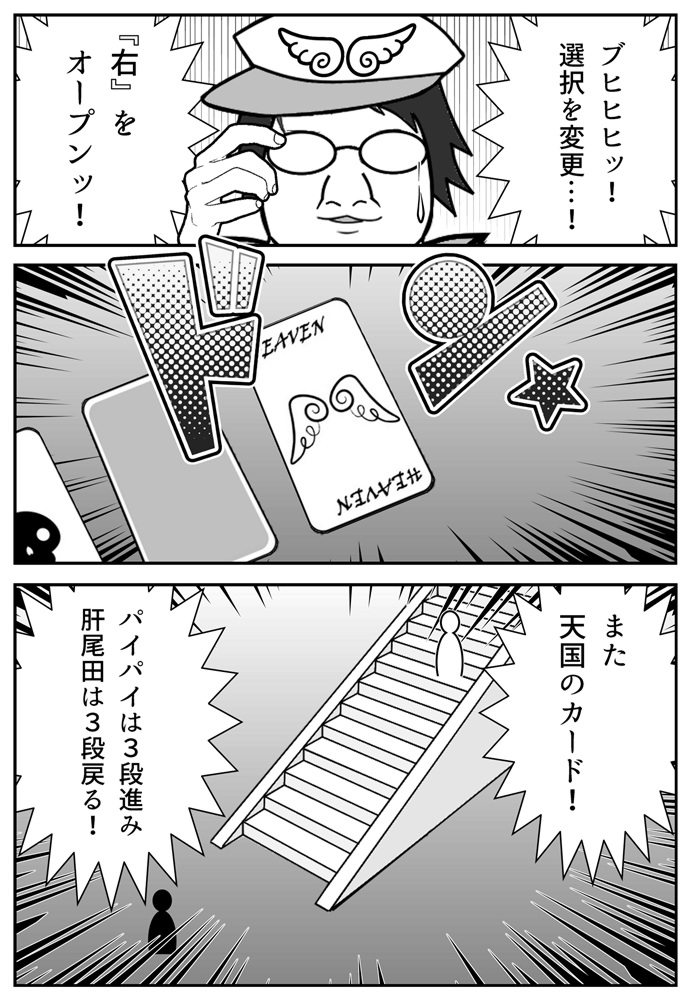 ブヒヒヒッ！
選択を変更…！
『右』を
オープンッ！
ドン
EAVEN
HEAVEN
また
天国のカード！
パイパイは３段進み
肝尾田は３段戻る！